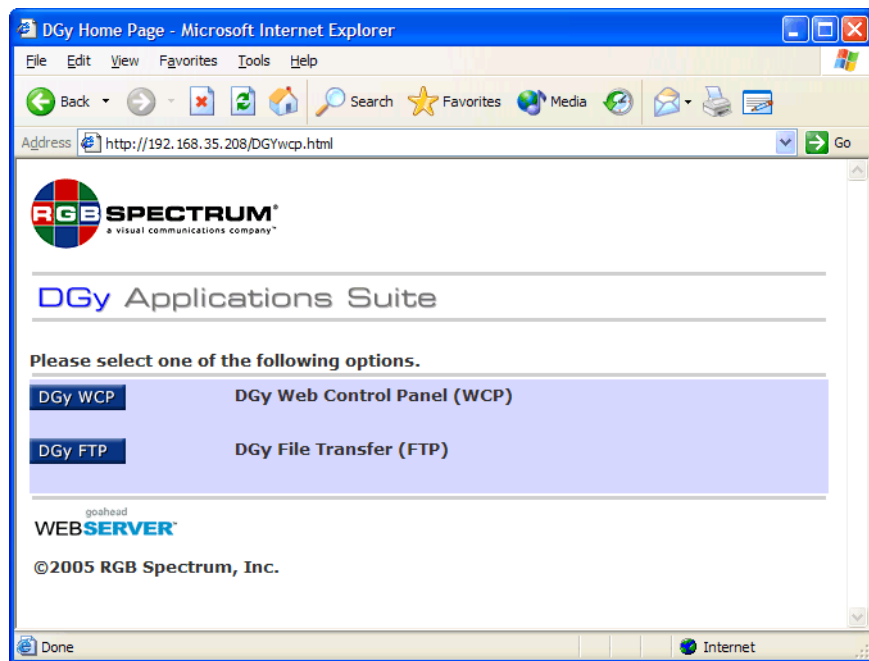 DGy Home Page - Microsoft Internet Explorer
File Edit View Favorites Tools Help
Back Search Favorites Media
Address http://192.168.35.208/DGYwcp.html Go
RGB SPECTRUM®
a visual communications company™
DGy Applications Suite
Please select one of the following options.
DGy WCP DGy Web Control Panel (WCP)
DGy FTP DGy File Transfer (FTP)
goahead
WEBSERVER™
©2005 RGB Spectrum, Inc.
Done Internet